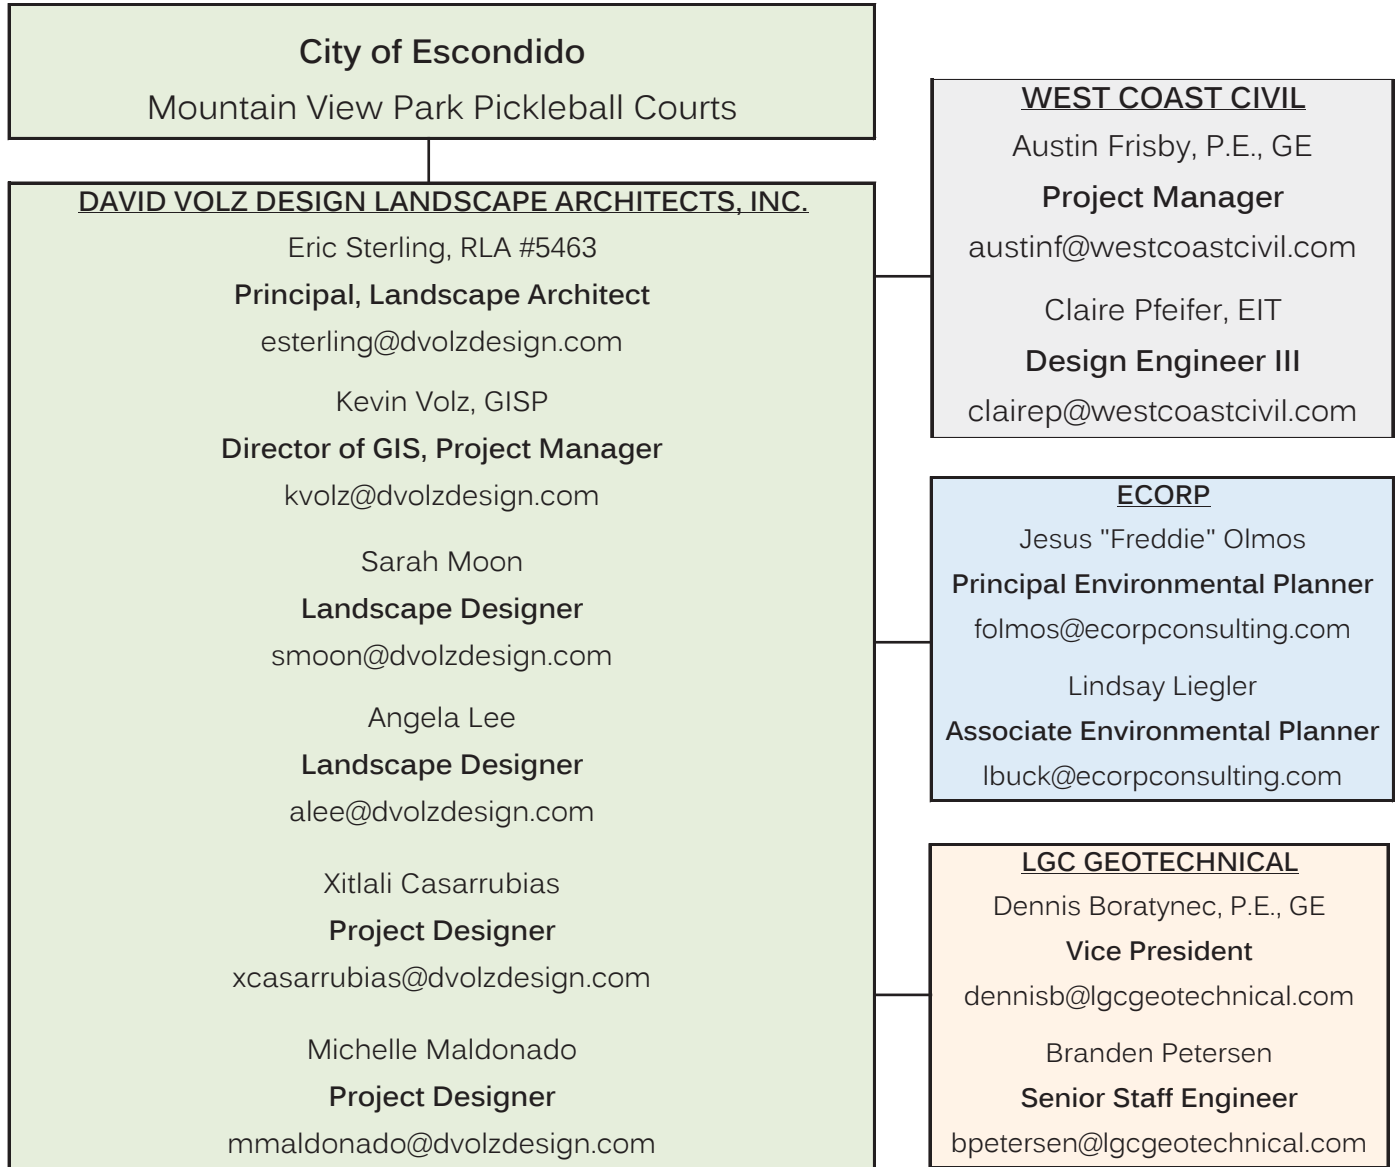 City of Escondido
Mountain View Park Pickleball Courts
DAVID VOLZ DESIGN LANDSCAPE ARCHITECTS, INC.
Eric Sterling, RLA #5463
Principal, Landscape Architect
esterling@dvolzdesign.com
Kevin Volz, GISP
Director of GIS, Project Manager
kvolz@dvolzdesign.com
Sarah Moon
Landscape Designer
smoon@dvolzdesign.com
Angela Lee
Landscape Designer
alee@dvolzdesign.com
Xitlali Casarrubias
Project Designer
xcasarrubias@dvolzdesign.com
Michelle Maldonado
Project Designer
mmaldonado@dvolzdesign.com
WEST COAST CIVIL
Austin Frisby, P.E., GE
Project Manager
austinf@westcoastcivil.com
Claire Pfeifer, EIT
Design Engineer III
clairep@westcoastcivil.com
ECORP
Jesus "Freddie" Olmos
Principal Environmental Planner
folmos@ecorpconsulting.com
Lindsay Liegler
Associate Environmental Planner
lbuck@ecorpconsulting.com
LGC GEOTECHNICAL
Dennis Boratynec, P.E., GE
Vice President
dennisb@lgcgeotechnical.com
Branden Petersen
Senior Staff Engineer
bpetersen@lgcgeotechnical.com